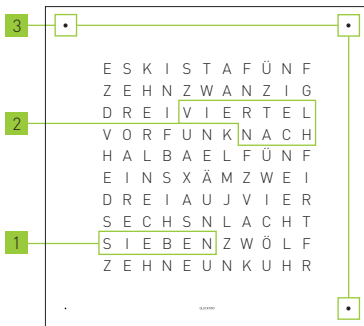 3
E S K I S T A F Ü N F
Z E H N Z W A N Z I G
D R E I V I E R T E L
2
V O R F U N K N A C H
H A L B A E L F Ü N F
E I N S X Ä M Z W E I
D R E I A U J V I E R
S E C H S N L A C H T
1
S I E B E N Z W Ö L F
Z E H N E U N K U H R